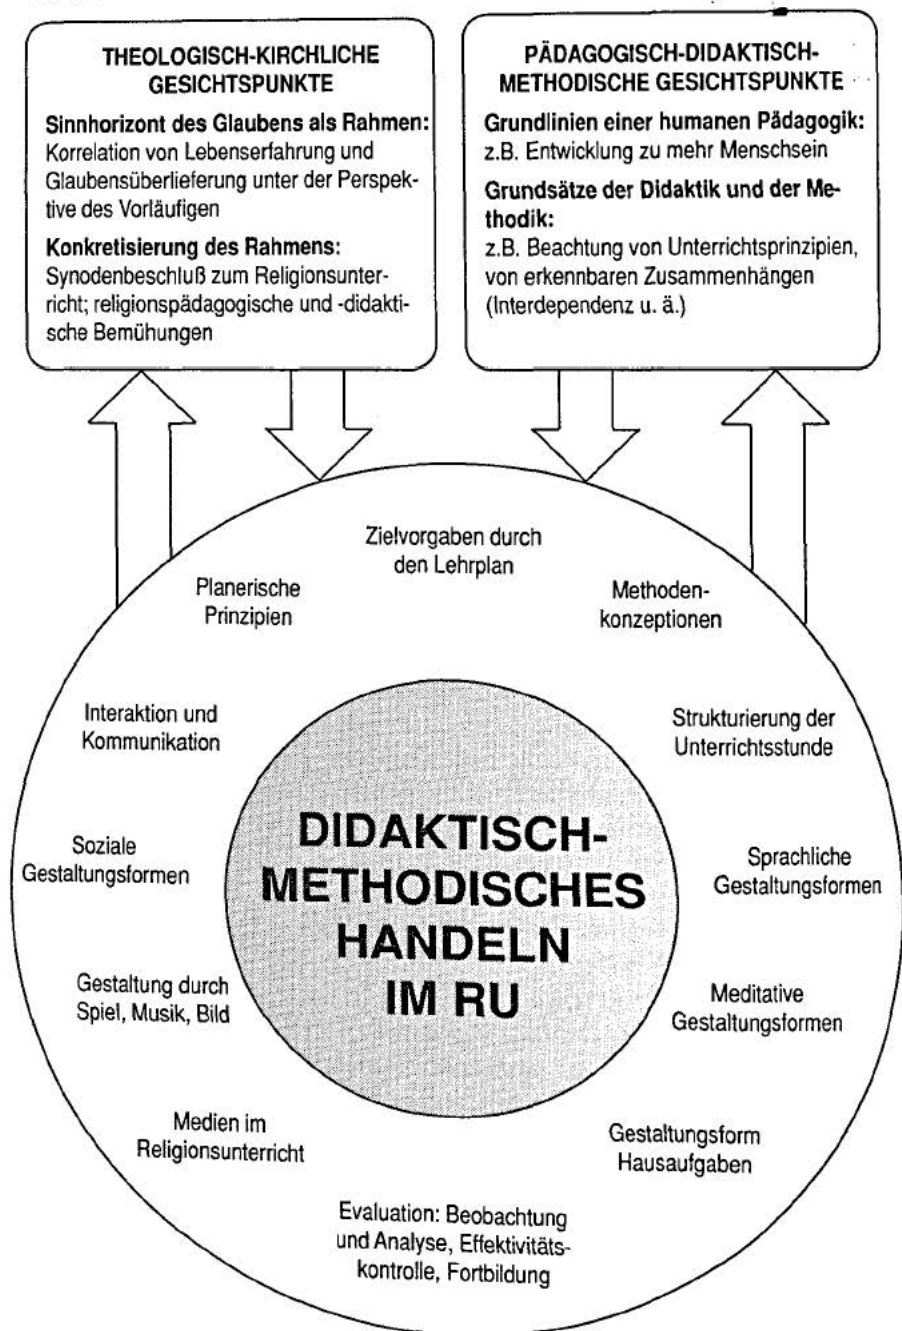 THEOLOGISCH-KIRCHLICHE
GESICHTSPUNKTE
Sinnhorizont des Glaubens als Rahmen:
Korrelation von Lebenserfahrung und
Glaubensüberlieferung unter der Perspek-
tive des Vorläufigen
Konkretisierung des Rahmens:
Synodenbeschluß zum Religionsunter-
richt; religionspädagogische und -didakti-
sche Bemühungen
PÄDAGOGISCH-DIDAKTISCH-
METHODISCHE GESICHTSPUNKTE
Grundlinien einer humanen Pädagogik:
z.B. Entwicklung zu mehr Menschsein
Grundsätze der Didaktik und der Me-
thodik:
z.B. Beachtung von Unterrichtsprinzipien,
von erkennbaren Zusammenhängen
(Interdependenz u. ä.)
Zielvorgaben durch
den Lehrplan
Planerische
Prinzipien
Methoden-
konzeptionen
Interaktion und
Kommunikation
Strukturierung der
Unterrichtsstunde
Soziale
Gestaltungsformen
DIDAKTISCH-
METHODISCHES
HANDELN
IM RU
Sprachliche
Gestaltungsformen
Gestaltung durch
Spiel, Musik, Bild
Meditative
Gestaltungsformen
Medien im
Religionsunterricht
Gestaltungsform
Hausaufgaben
Evaluation: Beobachtung
und Analyse, Effektivitäts-
kontrolle, Fortbildung